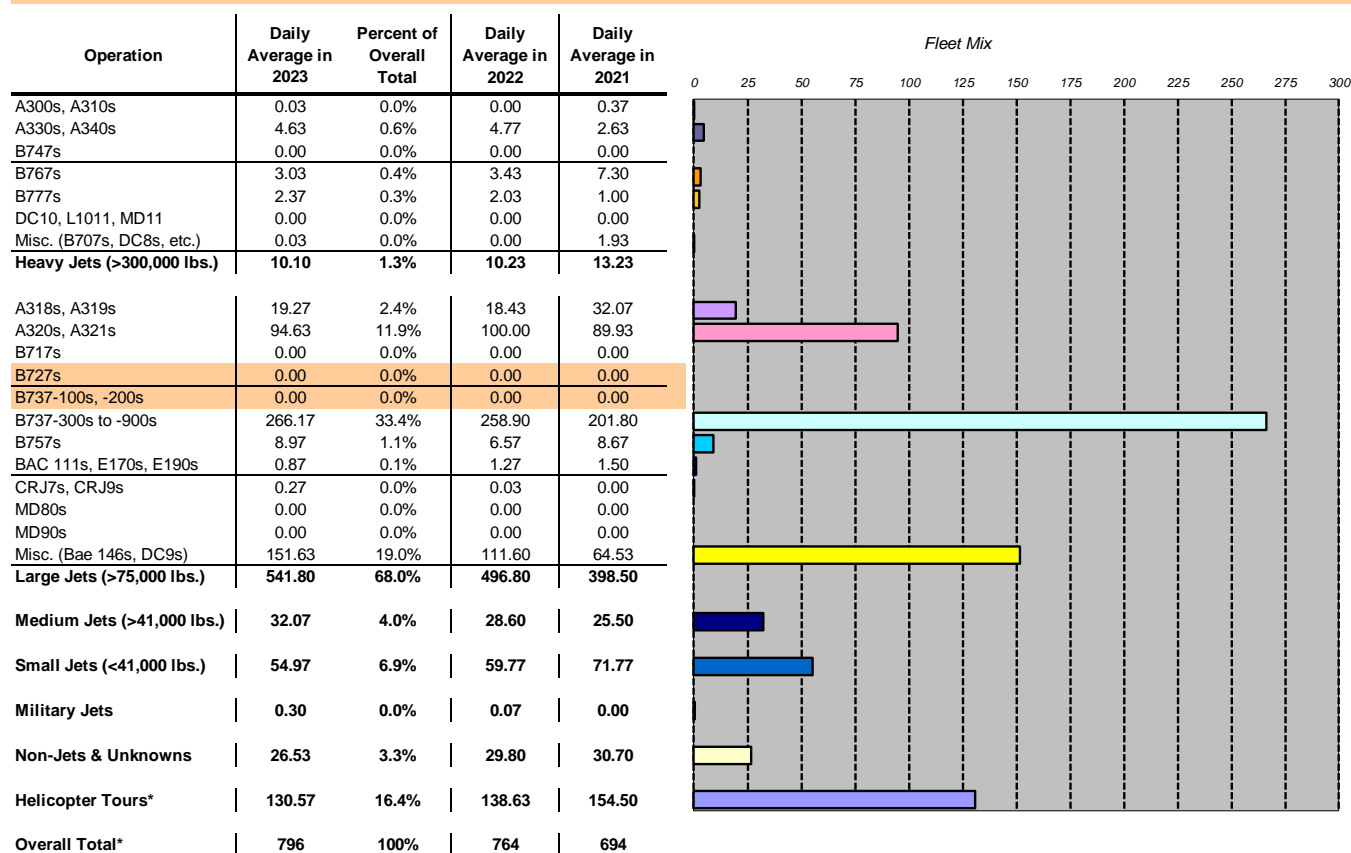 Operation Daily Average in 2023 Percent of Overall Total Daily Average in 2022 Daily Average in 2021
Fleet Mix
0 25 50 75 100 125 150 175 200 225 250 275 300
A300s, A310s 0.03 0.0% 0.00 0.37
A330s, A340s 4.63 0.6% 4.77 2.63
B747s 0.00 0.0% 0.00 0.00
B767s 3.03 0.4% 3.43 7.30
B777s 2.37 0.3% 2.03 1.00
DC10, L1011, MD11 0.00 0.0% 0.00 0.00
Misc. (B707s, DC8s, etc.) 0.03 0.0% 0.00 1.93
Heavy Jets (>300,000 lbs.) 10.10 1.3% 10.23 13.23
A318s, A319s 19.27 2.4% 18.43 32.07
A320s, A321s 94.63 11.9% 100.00 89.93
B717s 0.00 0.0% 0.00 0.00
B727s 0.00 0.0% 0.00 0.00
B737-100s, -200s 0.00 0.0% 0.00 0.00
B737-300s to -900s 266.17 33.4% 258.90 201.80
B757s 8.97 1.1% 6.57 8.67
BAC 111s, E170s, E190s 0.87 0.1% 1.27 1.50
CRJ7s, CRJ9s 0.27 0.0% 0.03 0.00
MD80s 0.00 0.0% 0.00 0.00
MD90s 0.00 0.0% 0.00 0.00
Misc. (Bae 146s, DC9s) 151.63 19.0% 111.60 64.53
Large Jets (>75,000 lbs.) 541.80 68.0% 496.80 398.50
Medium Jets (>41,000 lbs.) 32.07 4.0% 28.60 25.50
Small Jets (<41,000 lbs.) 54.97 6.9% 59.77 71.77
Military Jets 0.30 0.0% 0.07 0.00
Non-Jets & Unknowns 26.53 3.3% 29.80 30.70
Helicopter Tours* 130.57 16.4% 138.63 154.50
Overall Total* 796 100% 764 694